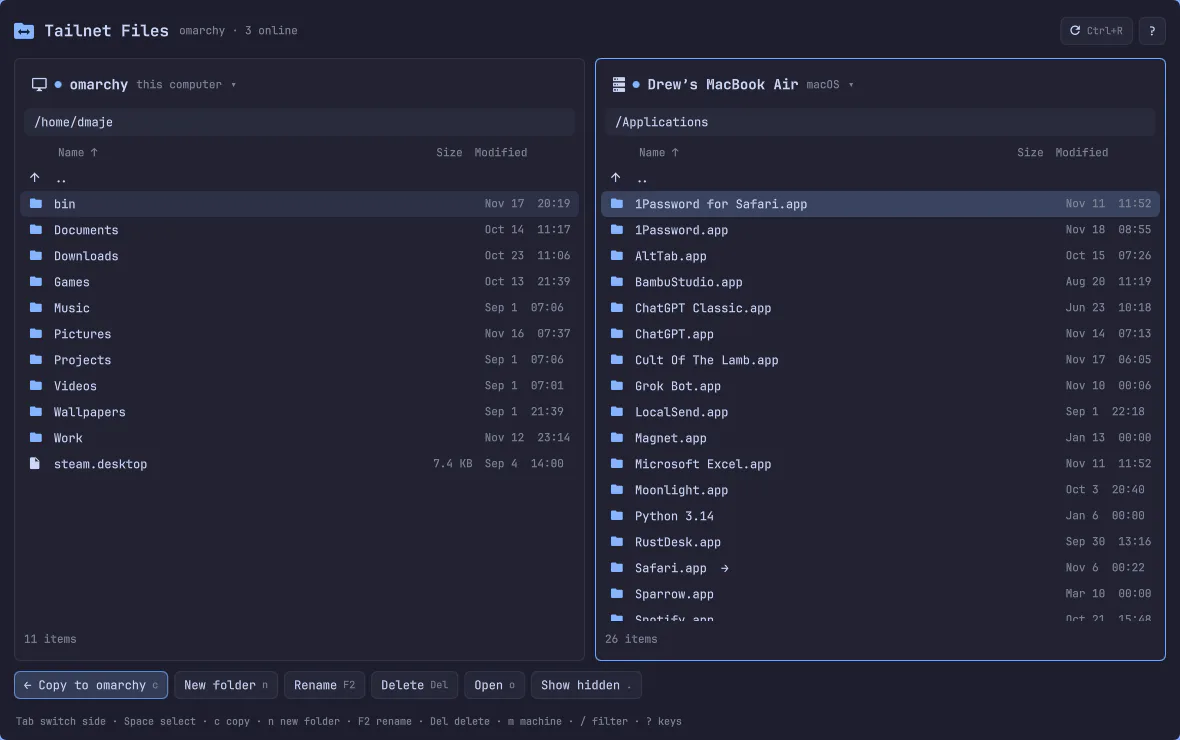 Tailnet Files omarchy · 3 online
Ctrl+R ?
omarchy this computer ▾
/home/dmaje
Name ↑ Size Modified
↑ ..
bin Nov 17 20:19
Documents Oct 14 11:17
Downloads Oct 23 11:06
Games Oct 13 21:39
Music Sep 1 07:06
Pictures Nov 16 07:37
Projects Sep 1 07:06
Videos Sep 1 07:01
Wallpapers Sep 1 21:39
Work Nov 12 23:14
steam.desktop 7.4 KB Sep 4 14:00
11 items
Drew’s MacBook Air macOS ▾
/Applications
Name ↑ Size Modified
↑ ..
1Password for Safari.app Nov 11 11:52
1Password.app Nov 18 08:55
AltTab.app Oct 15 07:26
BambuStudio.app Aug 20 11:19
ChatGPT Classic.app Jun 23 10:18
ChatGPT.app Nov 14 07:13
Cult Of The Lamb.app Nov 17 06:05
Grok Bot.app Nov 10 00:06
LocalSend.app Sep 1 22:18
Magnet.app Jan 13 00:00
Microsoft Excel.app Nov 11 11:52
Moonlight.app Oct 3 20:40
Python 3.14 Jan 6 00:00
RustDesk.app Sep 30 13:16
Safari.app → Nov 6 00:22
Sparrow.app Mar 10 00:00
Spotify.app Oct 21 15:48
26 items
← Copy to omarchy c New folder n Rename F2 Delete Del Open o Show hidden .
Tab switch side · Space select · c copy · n new folder · F2 rename · Del delete · m machine · / filter · ? keys